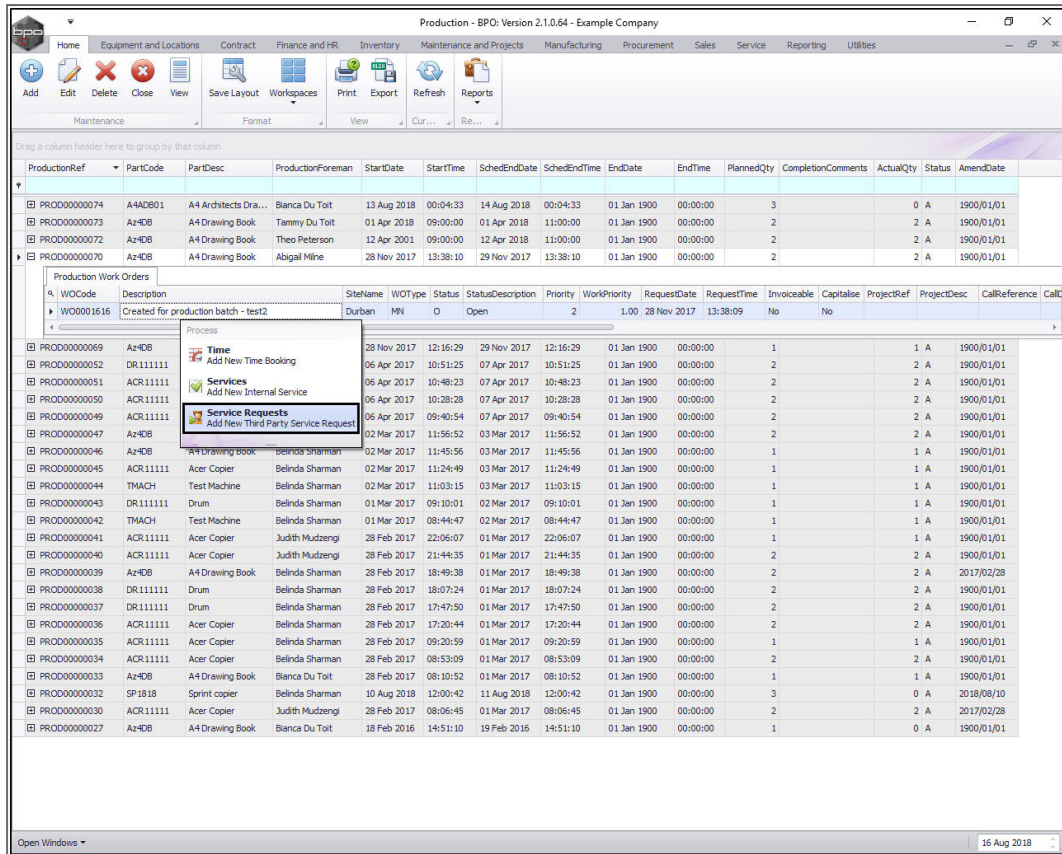 Production - BPO: Version 2.1.0.64 - Example Company
bpo
Home Equipment and Locations Contract Finance and HR Inventory Maintenance and Projects Manufacturing Procurement Sales Service Reporting Utilities
Add Edit Delete Close View Save Layout Workspaces Print Export Refresh Reports
Maintenance Format View Cur... Re...
Drag a column header here to group by that column
ProductionRef PartCode PartDesc ProductionForeman StartDate StartTime SchedEndDate SchedEndTime EndDate EndTime PlannedQty CompletionComments ActualQty Status AmendDate
PROD00000074 A4ADB01 A4 Architects Dra... Bianca Du Toit 13 Aug 2018 00:04:33 14 Aug 2018 00:04:33 01 Jan 1900 00:00:00 3 0 A 1900/01/01
PROD00000073 Az4DB A4 Drawing Book Tammy Du Toit 01 Apr 2018 09:00:00 01 Apr 2018 11:00:00 01 Jan 1900 00:00:00 2 2 A 1900/01/01
PROD00000072 Az4DB A4 Drawing Book Theo Peterson 12 Apr 2001 09:00:00 12 Apr 2018 11:00:00 01 Jan 1900 00:00:00 2 2 A 1900/01/01
PROD00000070 Az4DB A4 Drawing Book Abigail Milne 28 Nov 2017 13:38:10 29 Nov 2017 13:38:10 01 Jan 1900 00:00:00 2 2 A 1900/01/01
Production Work Orders
WOCode Description SiteName WOType Status StatusDescription Priority WorkPriority RequestDate RequestTime Invoiceable Capitalise ProjectRef ProjectDesc CallReference
WO0001616 Created for production batch - test2 Durban MN O Open 2 1.00 28 Nov 2017 13:38:09 No No
Process
Time
Add New Time Booking
Services
Add New Internal Service
Service Requests
Add New Third Party Service Request
PROD00000069 Az4DB 28 Nov 2017 12:16:29 29 Nov 2017 12:16:29 01 Jan 1900 00:00:00 1 1 A 1900/01/01
PROD00000052 DR111111 06 Apr 2017 10:51:25 07 Apr 2017 10:51:25 01 Jan 1900 00:00:00 2 2 A 1900/01/01
PROD00000051 ACR11111 06 Apr 2017 10:48:23 07 Apr 2017 10:48:23 01 Jan 1900 00:00:00 2 2 A 1900/01/01
PROD00000050 ACR11111 06 Apr 2017 10:28:28 07 Apr 2017 10:28:28 01 Jan 1900 00:00:00 2 2 A 1900/01/01
PROD00000049 ACR11111 06 Apr 2017 09:40:54 07 Apr 2017 09:40:54 01 Jan 1900 00:00:00 2 2 A 1900/01/01
PROD00000047 Az4DB 02 Mar 2017 11:56:52 03 Mar 2017 11:56:52 01 Jan 1900 00:00:00 2 2 A 1900/01/01
PROD00000046 Az4DB A4 Drawing Book Belinda Sharman 02 Mar 2017 11:45:56 03 Mar 2017 11:45:56 01 Jan 1900 00:00:00 1 1 A 1900/01/01
PROD00000045 ACR11111 Acer Copier Belinda Sharman 02 Mar 2017 11:24:49 03 Mar 2017 11:24:49 01 Jan 1900 00:00:00 1 1 A 1900/01/01
PROD00000044 TMACH Test Machine Belinda Sharman 02 Mar 2017 11:03:15 03 Mar 2017 11:03:15 01 Jan 1900 00:00:00 1 1 A 1900/01/01
PROD00000043 DR111111 Drum Belinda Sharman 01 Mar 2017 09:10:01 02 Mar 2017 09:10:01 01 Jan 1900 00:00:00 1 1 A 1900/01/01
PROD00000042 TMACH Test Machine Belinda Sharman 01 Mar 2017 08:44:47 02 Mar 2017 08:44:47 01 Jan 1900 00:00:00 1 1 A 1900/01/01
PROD00000041 ACR11111 Acer Copier Judith Mudzengi 28 Feb 2017 22:06:07 01 Mar 2017 22:06:07 01 Jan 1900 00:00:00 1 1 A 1900/01/01
PROD00000040 ACR11111 Acer Copier Judith Mudzengi 28 Feb 2017 21:44:35 01 Mar 2017 21:44:35 01 Jan 1900 00:00:00 2 2 A 1900/01/01
PROD00000039 Az4DB A4 Drawing Book Belinda Sharman 28 Feb 2017 18:49:38 01 Mar 2017 18:49:38 01 Jan 1900 00:00:00 2 2 A 2017/02/28
PROD00000038 DR111111 Drum Belinda Sharman 28 Feb 2017 18:07:24 01 Mar 2017 18:07:24 01 Jan 1900 00:00:00 2 2 A 1900/01/01
PROD00000037 DR111111 Drum Belinda Sharman 28 Feb 2017 17:47:50 01 Mar 2017 17:47:50 01 Jan 1900 00:00:00 2 2 A 1900/01/01
PROD00000036 ACR11111 Acer Copier Belinda Sharman 28 Feb 2017 17:20:44 01 Mar 2017 17:20:44 01 Jan 1900 00:00:00 2 2 A 1900/01/01
PROD00000035 ACR11111 Acer Copier Belinda Sharman 28 Feb 2017 09:20:59 01 Mar 2017 09:20:59 01 Jan 1900 00:00:00 1 1 A 1900/01/01
PROD00000034 ACR11111 Acer Copier Belinda Sharman 28 Feb 2017 08:53:09 01 Mar 2017 08:53:09 01 Jan 1900 00:00:00 2 2 A 1900/01/01
PROD00000033 Az4DB A4 Drawing Book Bianca Du Toit 28 Feb 2017 08:10:52 01 Mar 2017 08:10:52 01 Jan 1900 00:00:00 1 1 A 1900/01/01
PROD00000032 SP1818 Sprint copier Belinda Sharman 10 Aug 2018 12:00:42 11 Aug 2018 12:00:42 01 Jan 1900 00:00:00 3 0 A 2018/08/10
PROD00000030 ACR11111 Acer Copier Judith Mudzengi 28 Feb 2017 08:06:45 01 Mar 2017 08:06:45 01 Jan 1900 00:00:00 2 2 A 2017/02/28
PROD00000027 Az4DB A4 Drawing Book Bianca Du Toit 18 Feb 2016 14:51:10 19 Feb 2016 14:51:10 01 Jan 1900 00:00:00 1 0 A 1900/01/01
Open Windows 16 Aug 2018